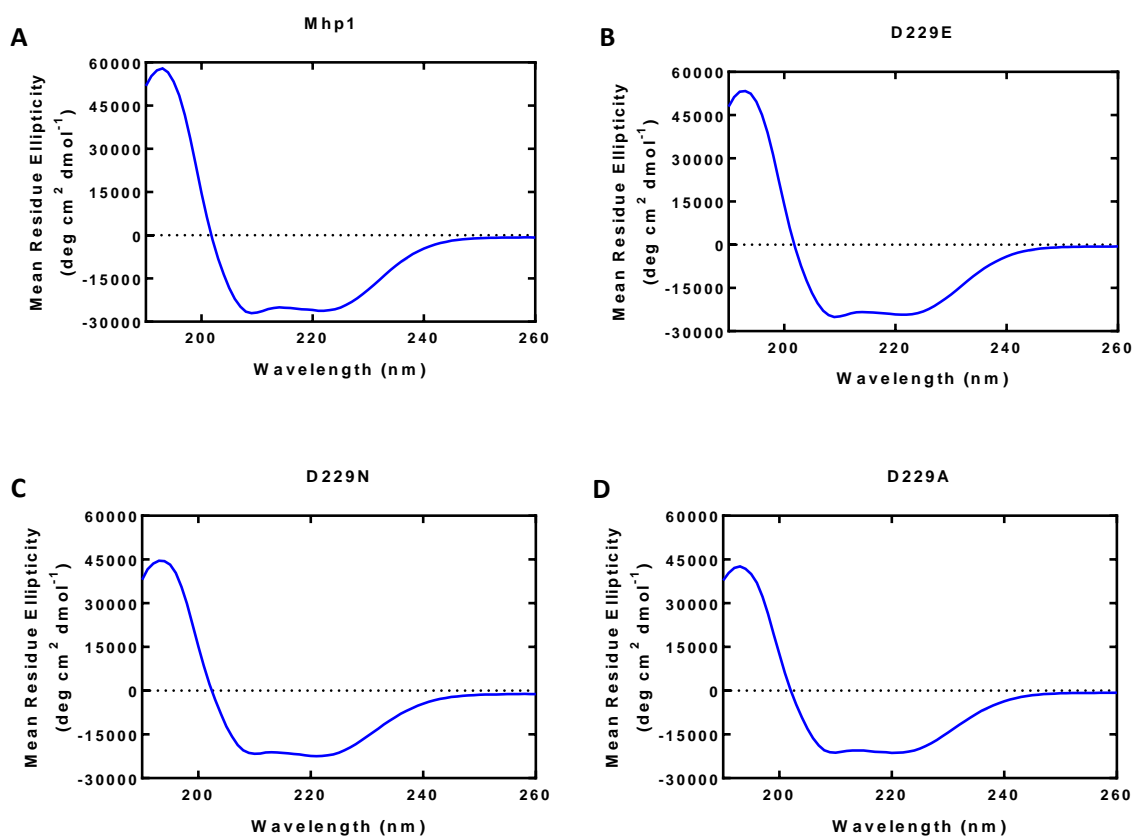 A
Mhp1
Mean Residue Ellipticity
(deg cm² dmol⁻¹)
60000
45000
30000
15000
0
-15000
-30000
200
220
240
260
Wavelength (nm)
B
D229E
Mean Residue Ellipticity
(deg cm² dmol⁻¹)
60000
45000
30000
15000
0
-15000
-30000
200
220
240
260
Wavelength (nm)
C
D229N
Mean Residue Ellipticity
(deg cm² dmol⁻¹)
60000
45000
30000
15000
0
-15000
-30000
200
220
240
260
Wavelength (nm)
D
D229A
Mean Residue Ellipticity
(deg cm² dmol⁻¹)
60000
45000
30000
15000
0
-15000
-30000
200
220
240
260
Wavelength (nm)